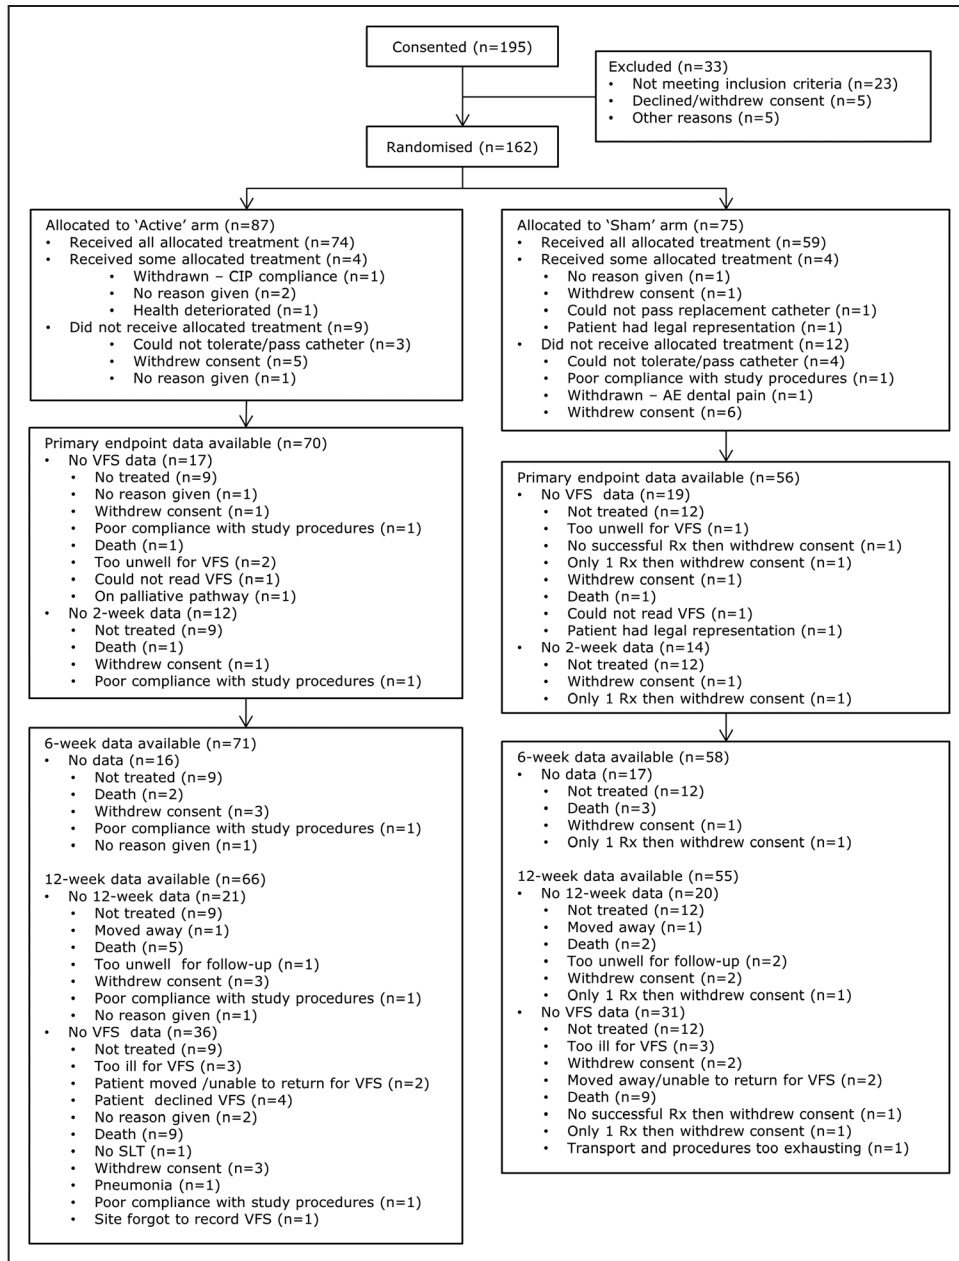 Consented (n=195)
Excluded (n=33)
• Not meeting inclusion criteria (n=23)
• Declined/withdrew consent (n=5)
• Other reasons (n=5)
Randomised (n=162)
Allocated to ‘Active’ arm (n=87)
• Received all allocated treatment (n=74)
• Received some allocated treatment (n=4)
• Withdrawn – CIP compliance (n=1)
• No reason given (n=2)
• Health deteriorated (n=1)
• Did not receive allocated treatment (n=9)
• Could not tolerate/pass catheter (n=3)
• Withdrew consent (n=5)
• No reason given (n=1)
Allocated to ‘Sham’ arm (n=75)
• Received all allocated treatment (n=59)
• Received some allocated treatment (n=4)
• No reason given (n=1)
• Withdrew consent (n=1)
• Could not pass replacement catheter (n=1)
• Patient had legal representation (n=1)
• Did not receive allocated treatment (n=12)
• Could not tolerate/pass catheter (n=4)
• Poor compliance with study procedures (n=1)
• Withdrawn – AE dental pain (n=1)
• Withdrew consent (n=6)
Primary endpoint data available (n=70)
• No VFS data (n=17)
• No treated (n=9)
• No reason given (n=1)
• Withdrew consent (n=1)
• Poor compliance with study procedures (n=1)
• Death (n=1)
• Too unwell for VFS (n=2)
• Could not read VFS (n=1)
• On palliative pathway (n=1)
• No 2-week data (n=12)
• Not treated (n=9)
• Death (n=1)
• Withdrew consent (n=1)
• Poor compliance with study procedures (n=1)
Primary endpoint data available (n=56)
• No VFS data (n=19)
• Not treated (n=12)
• Too unwell for VFS (n=1)
• No successful Rx then withdrew consent (n=1)
• Only 1 Rx then withdrew consent (n=1)
• Withdrew consent (n=1)
• Death (n=1)
• Could not read VFS (n=1)
• Patient had legal representation (n=1)
• No 2-week data (n=14)
• Not treated (n=12)
• Withdrew consent (n=1)
• Only 1 Rx then withdrew consent (n=1)
6-week data available (n=71)
• No data (n=16)
• Not treated (n=9)
• Death (n=2)
• Withdrew consent (n=3)
• Poor compliance with study procedures (n=1)
• No reason given (n=1)
12-week data available (n=66)
• No 12-week data (n=21)
• Not treated (n=9)
• Moved away (n=1)
• Death (n=5)
• Too unwell for follow-up (n=1)
• Withdrew consent (n=3)
• Poor compliance with study procedures (n=1)
• No reason given (n=1)
• No VFS data (n=36)
• Not treated (n=9)
• Too ill for VFS (n=3)
• Patient moved /unable to return for VFS (n=2)
• Patient declined VFS (n=4)
• No reason given (n=2)
• Death (n=9)
• No SLT (n=1)
• Withdrew consent (n=3)
• Pneumonia (n=1)
• Poor compliance with study procedures (n=1)
• Site forgot to record VFS (n=1)
6-week data available (n=58)
• No data (n=17)
• Not treated (n=12)
• Death (n=3)
• Withdrew consent (n=1)
• Only 1 Rx then withdrew consent (n=1)
12-week data available (n=55)
• No 12-week data (n=20)
• Not treated (n=12)
• Moved away (n=1)
• Death (n=2)
• Too unwell for follow-up (n=2)
• Withdrew consent (n=2)
• Only 1 Rx then withdrew consent (n=1)
• No VFS data (n=31)
• Not treated (n=12)
• Too ill for VFS (n=3)
• Withdrew consent (n=2)
• Moved away/unable to return for VFS (n=2)
• Death (n=9)
• No successful Rx then withdrew consent (n=1)
• Only 1 Rx then withdrew consent (n=1)
• Transport and procedures too exhausting (n=1)